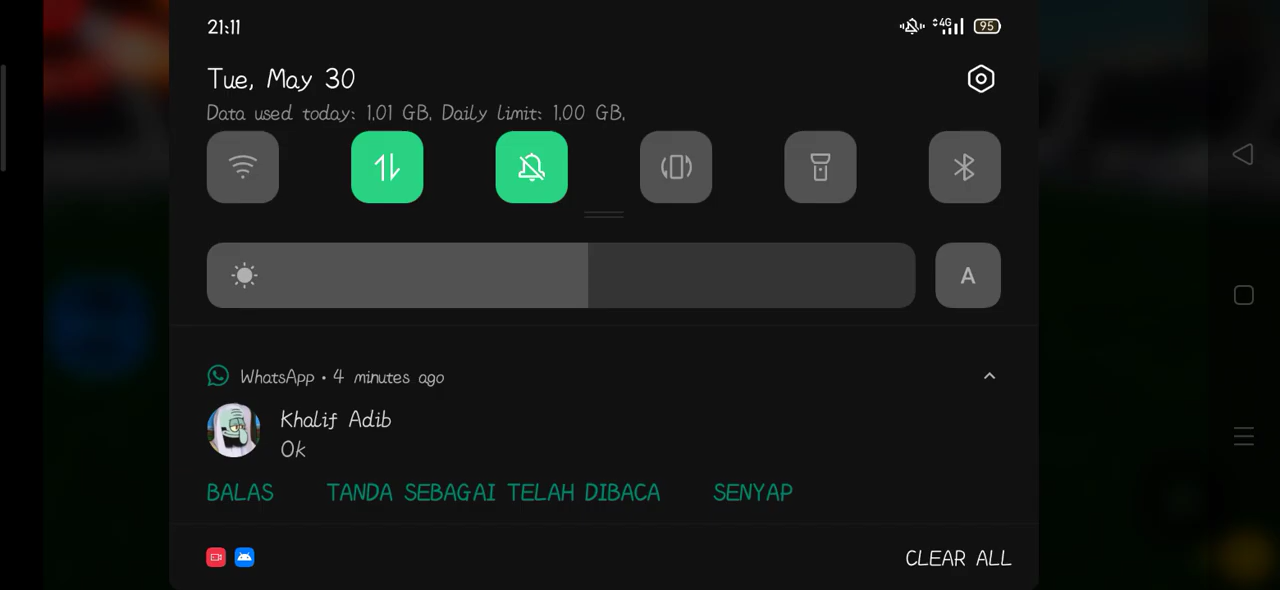 21:11
4G
95
Tue, May 30
Data used today: 1.01 GB, Daily limit: 1.00 GB,
A
WhatsApp • 4 minutes ago
Khalif Adib
Ok
BALAS TANDA SEBAGAI TELAH DIBACA SENYAP
CLEAR ALL